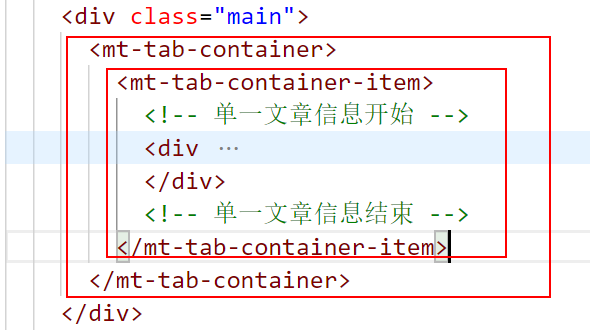 <div class="main">
<mt-tab-container>
<mt-tab-container-item>
<!-- 单一文章信息开始 -->
<div ⋯
</div>
<!-- 单一文章信息结束 -->
</mt-tab-container-item>
</mt-tab-container>
</div>